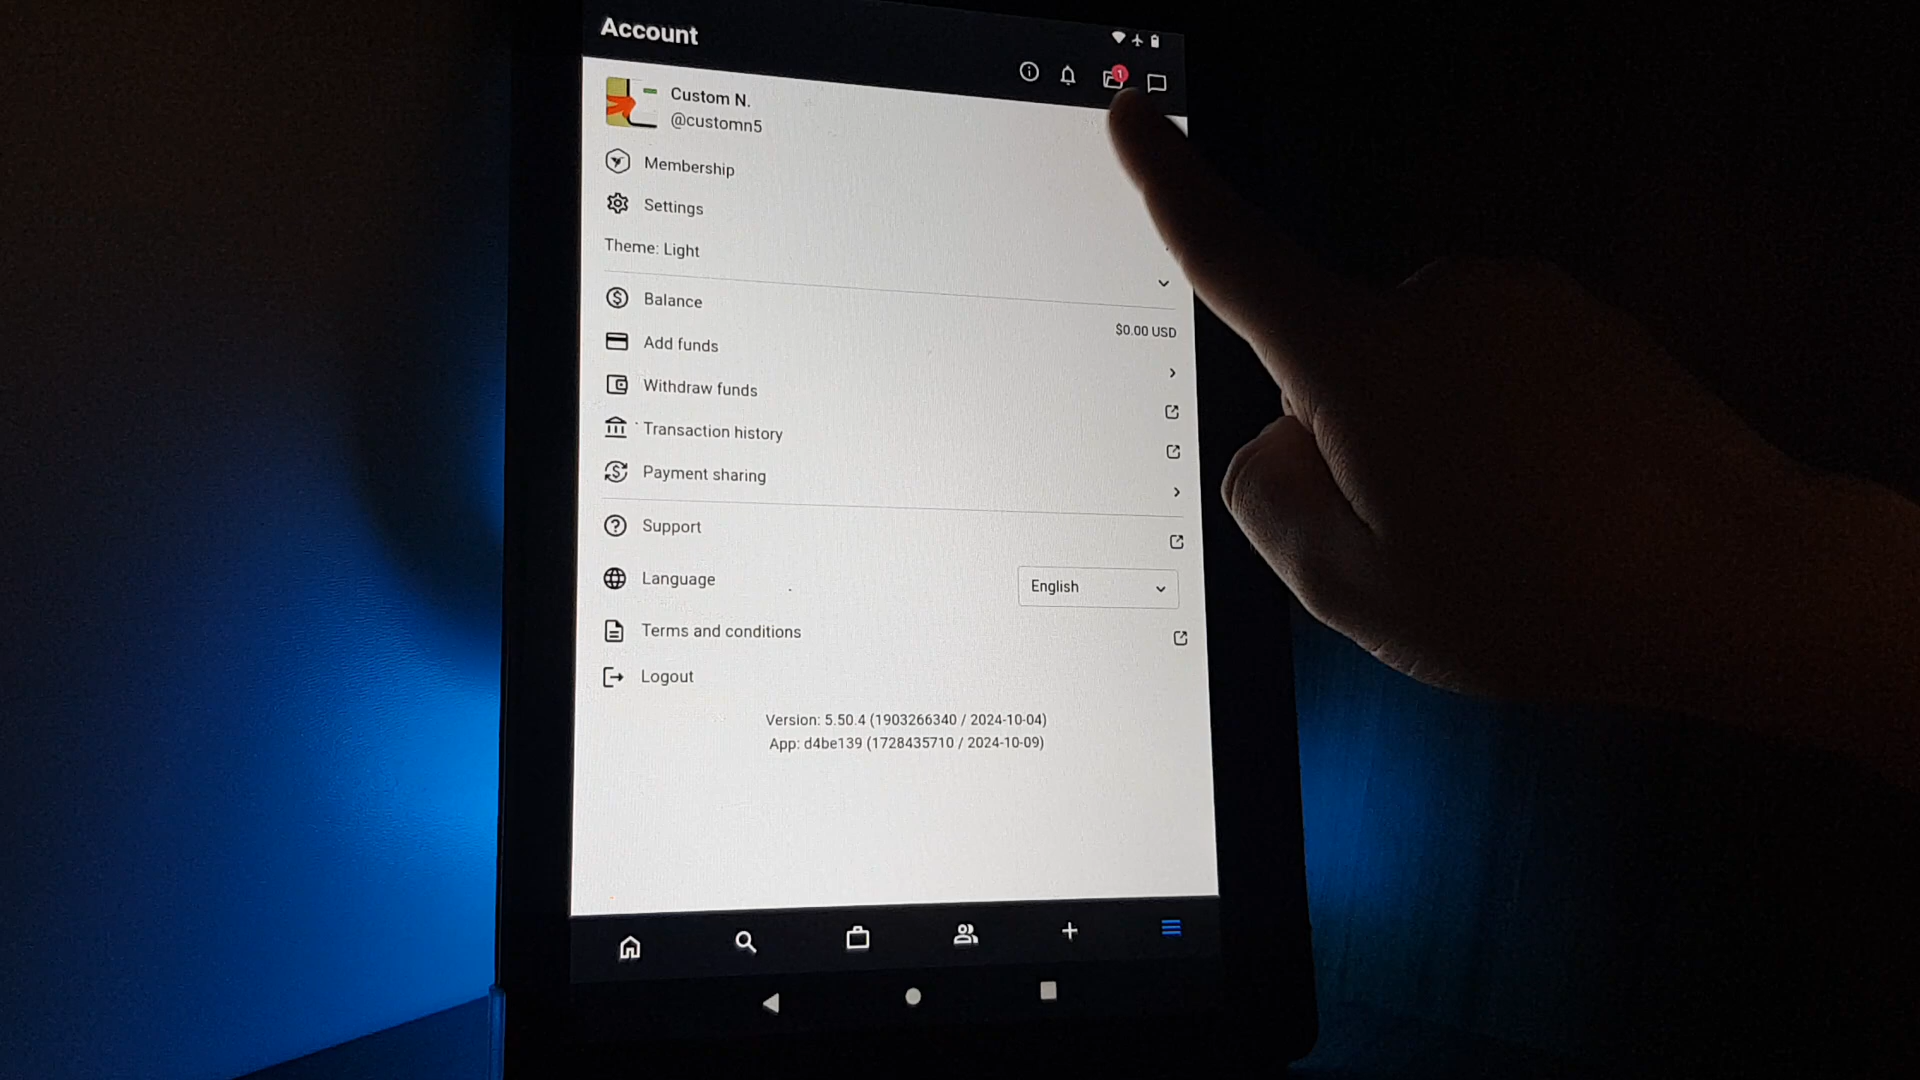 Account
1
Custom N.
@customn5
Membership
Settings
Theme: Light
Balance
$0.00 USD
Add funds
Withdraw funds
Transaction history
Payment sharing
Support
Language
English
Terms and conditions
Logout
Version: 5.50.4 (1903266340 / 2024-10-04)
App: d4be139 (1728435710 / 2024-10-09)